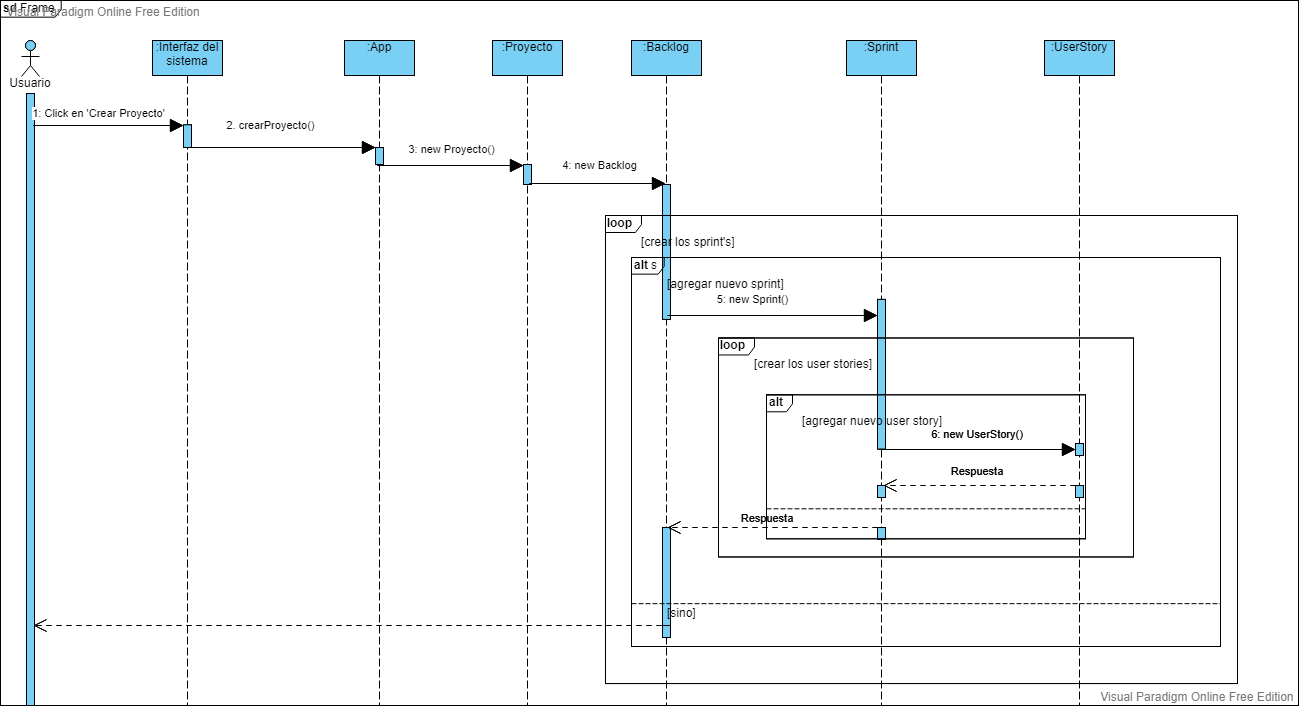 sd Frame
Visual Paradigm Online Free Edition
:Interfaz del
sistema
:App
:Proyecto
:Backlog
:Sprint
:UserStory
Usuario
1: Click en 'Crear Proyecto'
2. crearProyecto()
3: new Proyecto()
4: new Backlog
loop
[crear los sprint's]
alt s
[agregar nuevo sprint]
5: new Sprint()
loop
[crear los user stories]
alt
[agregar nuevo user story]
6: new UserStory()
Respuesta
Respuesta
[sino]
Visual Paradigm Online Free Edition